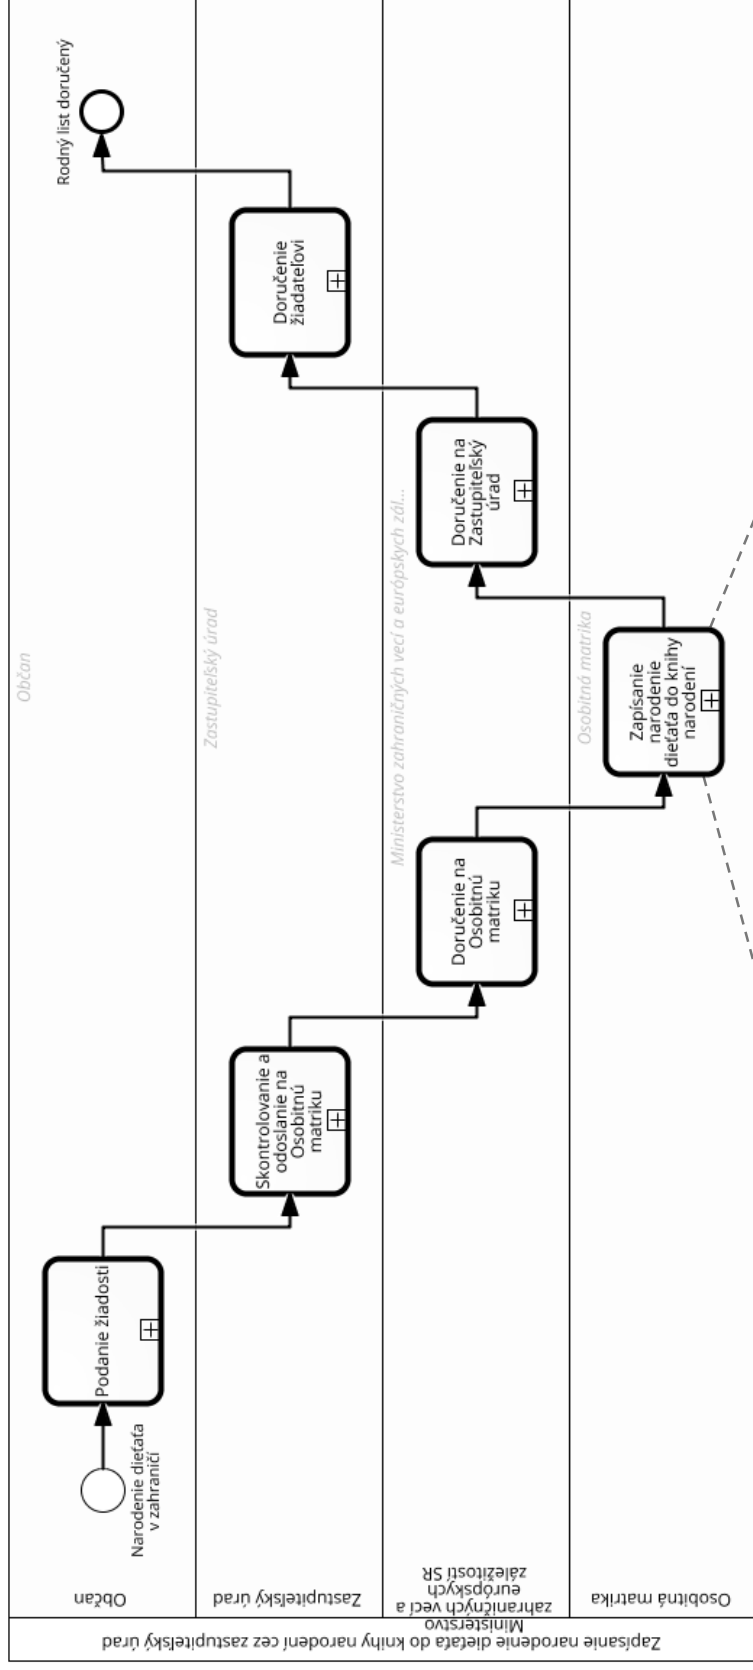 Zapísanie narodenie dieťaťa do knihy narodení cez zastupiteľský úrad
Občan
Občan
Narodenie dieťaťa
v zahraničí
Podanie žiadosti
Rodný list doručený
Zastupiteľský úrad
Zastupiteľský úrad
Skontrolovanie a
odoslanie na
Osobitnú
matriku
Doručenie
žiadateľovi
Ministerstvo
zahraničných vecí a
európskych
záležitostí SR
Ministerstvo zahraničných vecí a európskych zál...
Doručenie na
Osobitnú
matriku
Doručenie na
Zastupiteľský
úrad
Osobitná matrika
Osobitná matrika
Zapísanie
narodenie
dieťaťa do knihy
narodení